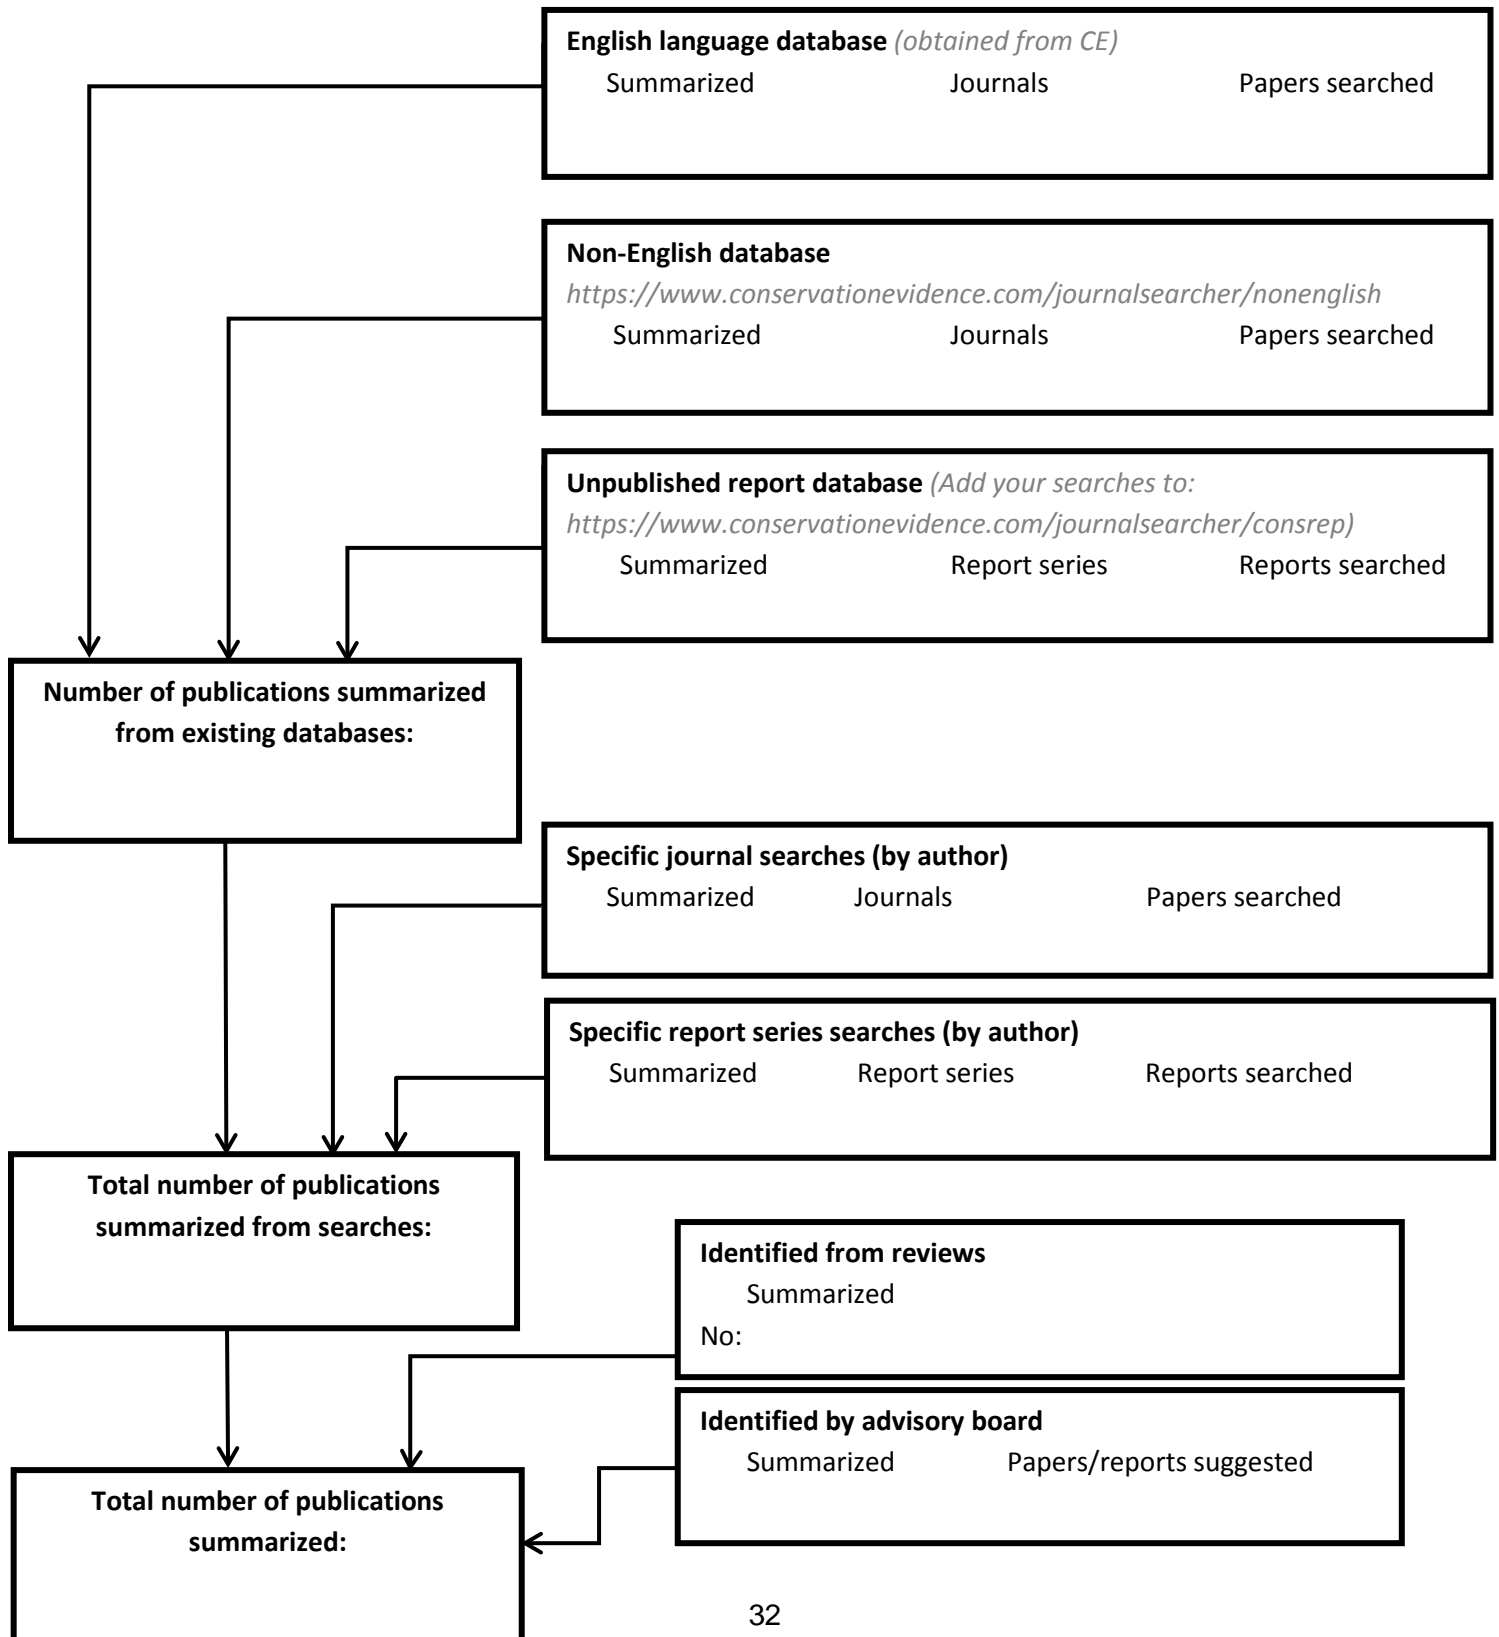 English language database (obtained from CE)
Summarized Journals Papers searched
Non-English database
https://www.conservationevidence.com/journalsearcher/nonenglish
Summarized Journals Papers searched
Unpublished report database (Add your searches to:
https://www.conservationevidence.com/journalsearcher/consrep)
Summarized Report series Reports searched
Number of publications summarized
from existing databases:
Specific journal searches (by author)
Summarized Journals Papers searched
Specific report series searches (by author)
Summarized Report series Reports searched
Total number of publications
summarized from searches:
Identified from reviews
Summarized
No:
Identified by advisory board
Summarized Papers/reports suggested
Total number of publications
summarized:
32